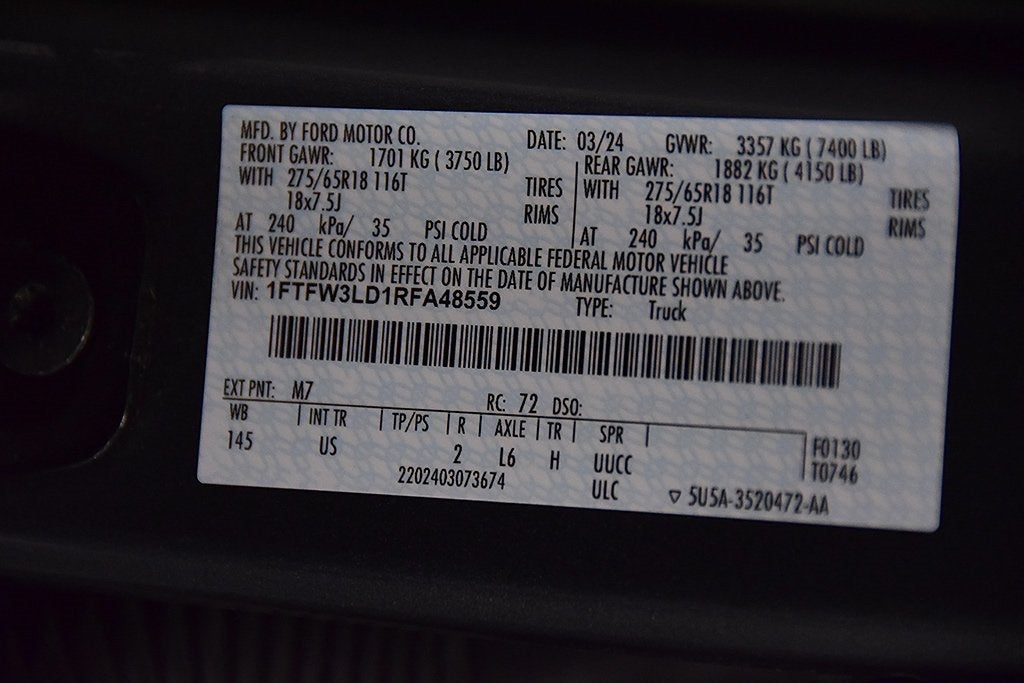 MFD. BY FORD MOTOR CO. DATE: 03/24 GVWR: 3357 KG ( 7400 LB)
FRONT GAWR: 1701 KG ( 3750 LB) REAR GAWR: 1882 KG ( 4150 LB)
WITH 275/65R18 116T TIRES WITH 275/65R18 116T TIRES
18x7.5J RIMS 18x7.5J RIMS
AT 240 kPa/ 35 PSI COLD AT 240 kPa/ 35 PSI COLD
THIS VEHICLE CONFORMS TO ALL APPLICABLE FEDERAL MOTOR VEHICLE
SAFETY STANDARDS IN EFFECT ON THE DATE OF MANUFACTURE SHOWN ABOVE.
VIN: 1FTFW3LD1RFA48559 TYPE: Truck
EXT PNT: M7 RC: 72 DSO:
WB INT TR TP/PS R AXLE TR SPR F0130
145 US 2 L6 H UUCC T0746
2202403073674 ULC ▽ 5U5A-3520472-AA